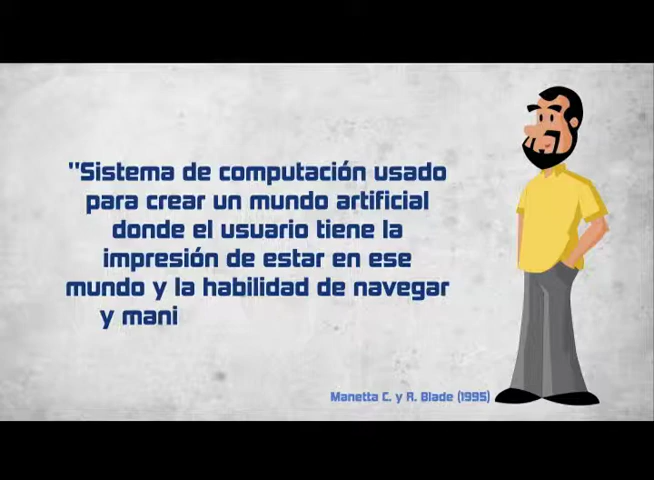 "Sistema de computación usado
para crear un mundo artificial
donde el usuario tiene la
impresión de estar en ese
mundo y la habilidad de navegar
y mani
Manetta C. y R. Blade (1995)